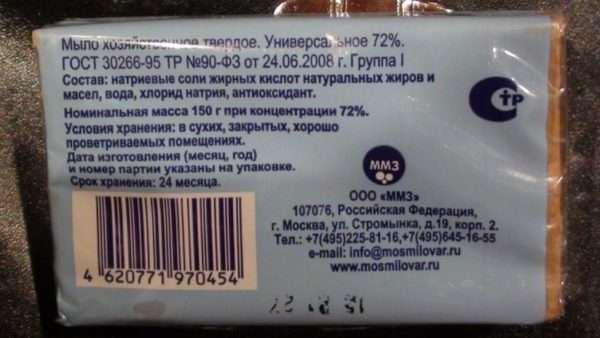 Мыло хозяйственное твердое. Универсальное 72%.
ГОСТ 30266-95 ТР №90-ФЗ от 24.06.2008 г. Группа I
Состав: натриевые соли жирных кислот натуральных жиров и
масел, вода, хлорид натрия, антиоксидант.
Номинальная масса 150 г при концентрации 72%.
Условия хранения: в сухих, закрытых, хорошо
проветриваемых помещениях.
Дата изготовления (месяц, год)
и номер партии указаны на упаковке.
Срок хранения: 24 месяца.
СТР
ММЗ
ООО «ММЗ»
107076, Российская Федерация,
г. Москва, ул. Стромынка, д.19, корп. 2.
Тел.: +7(495)225-81-16,+7(495)645-16-55
e-mail: info@mosmilovar.ru
www.mosmilovar.ru
4 620771 970454